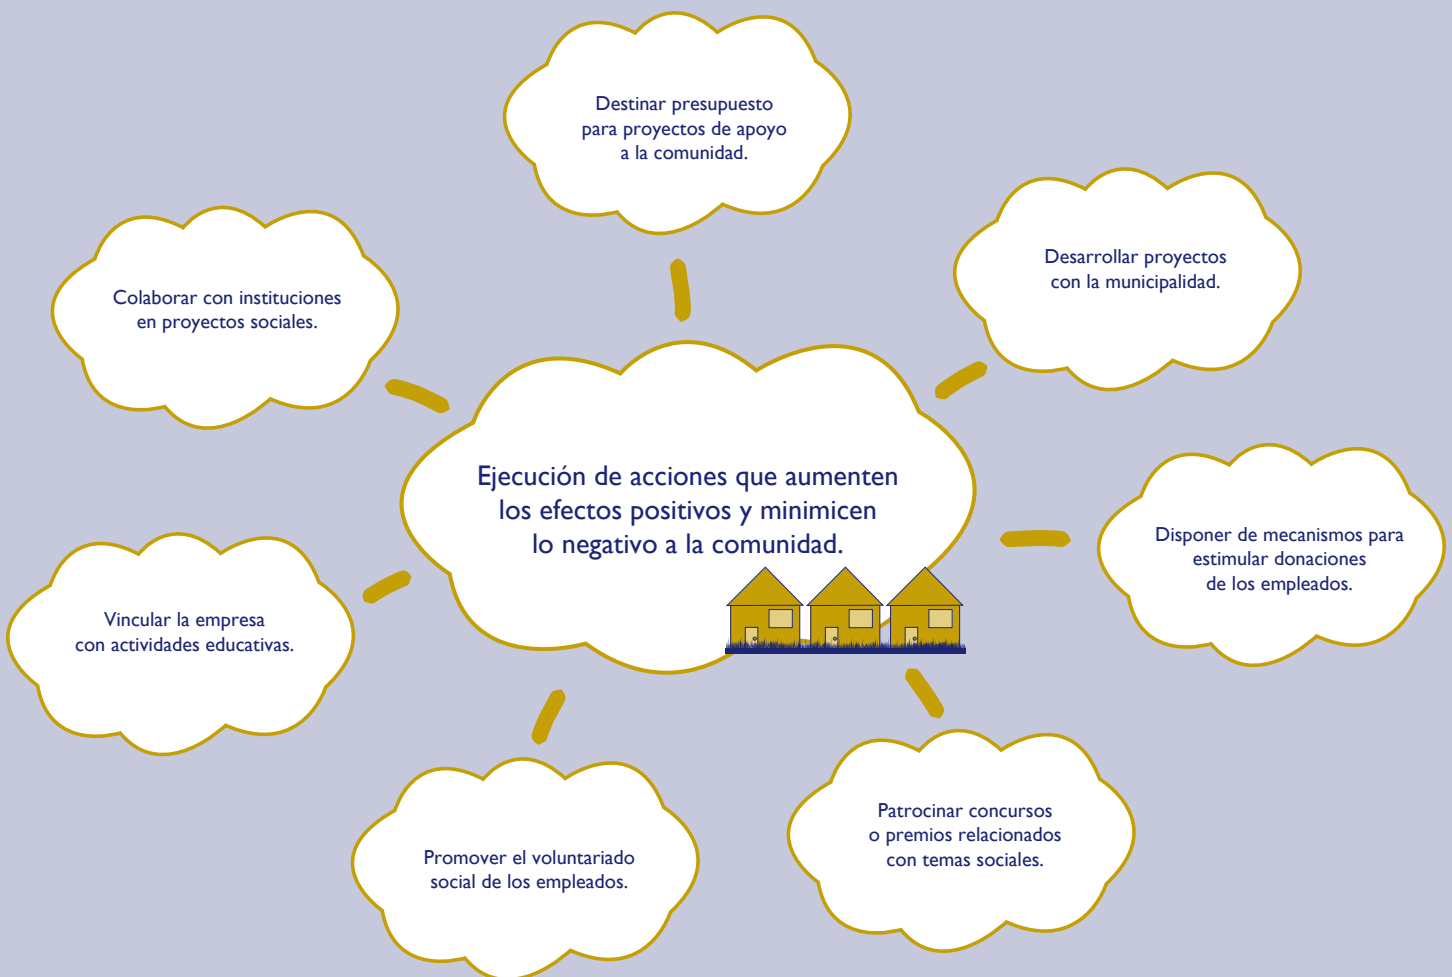 Destinar presupuesto
para proyectos de apoyo
a la comunidad.
Desarrollar proyectos
con la municipalidad.
Colaborar con instituciones
en proyectos sociales.
Ejecución de acciones que aumenten
los efectos positivos y minimicen
lo negativo a la comunidad.
Disponer de mecanismos para
estimular donaciones
de los empleados.
Vincular la empresa
con actividades educativas.
Patrocinar concursos
o premios relacionados
con temas sociales.
Promover el voluntariado
social de los empleados.